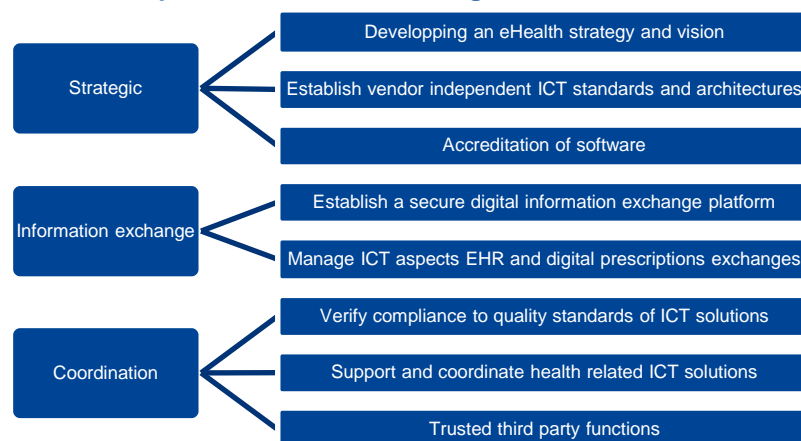 Strategic
Developping an eHealth strategy and vision
Establish vendor independent ICT standards and architectures
Accreditation of software
Information exchange
Establish a secure digital information exchange platform
Manage ICT aspects EHR and digital prescriptions exchanges
Coordination
Verify compliance to quality standards of ICT solutions
Support and coordinate health related ICT solutions
Trusted third party functions